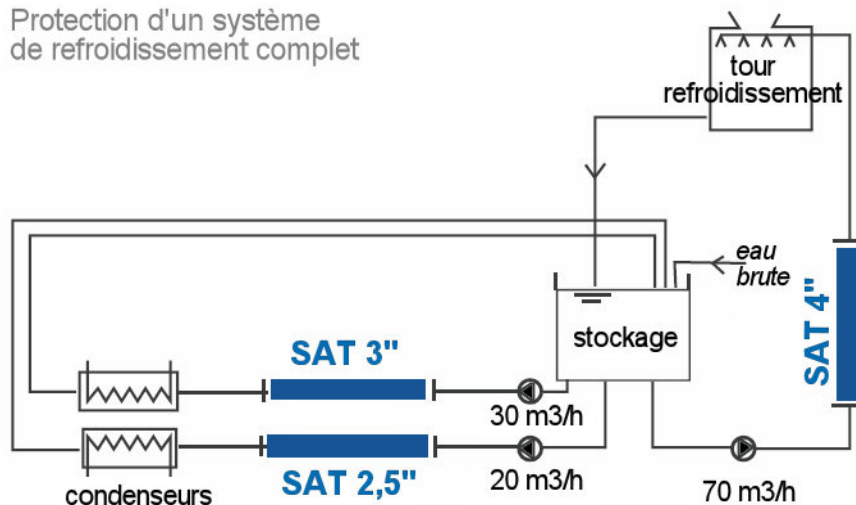 Protection d'un système
de refroidissement complet
tour
refroidissement
eau
brute
stockage
SAT 4"
SAT 3"
30 m3/h
SAT 2,5"
20 m3/h
70 m3/h
condenseurs